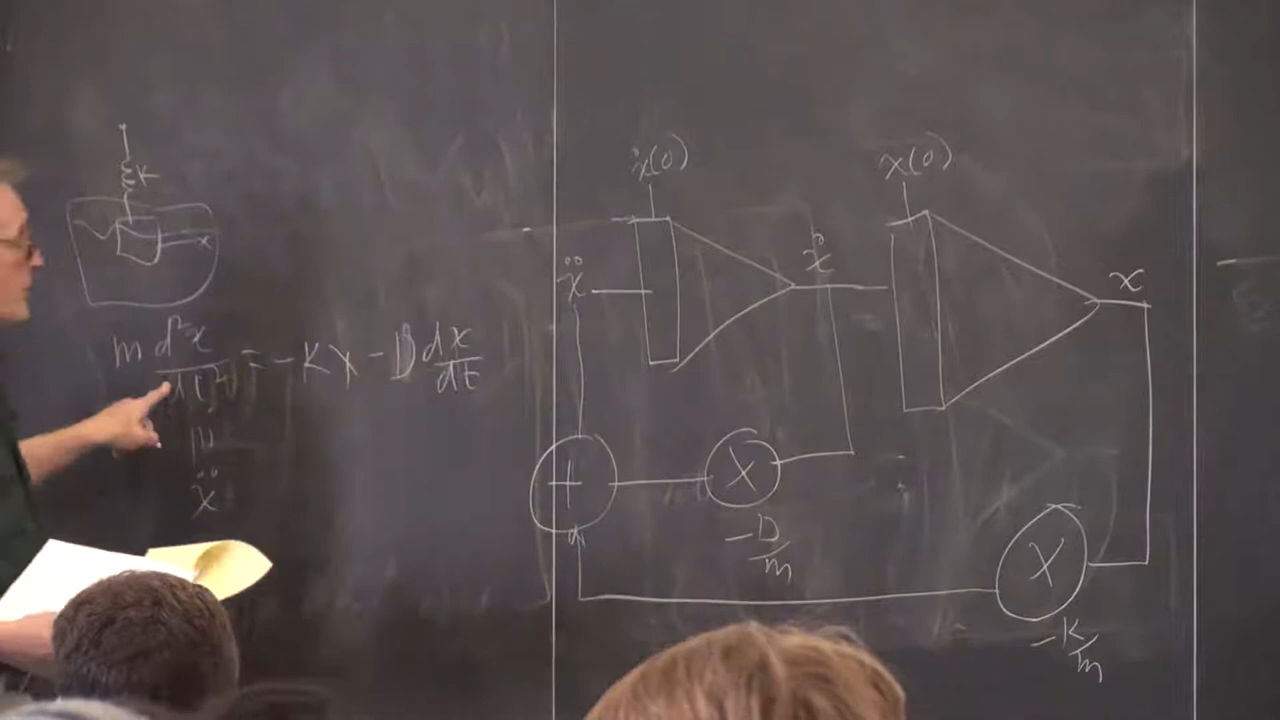 K
x
m d²x/dt² = -Kx - D dx/dt
ẍ
ẋ(0)
x(0)
ẍ
ẋ
x
+
X
-D/m
X
-K/m